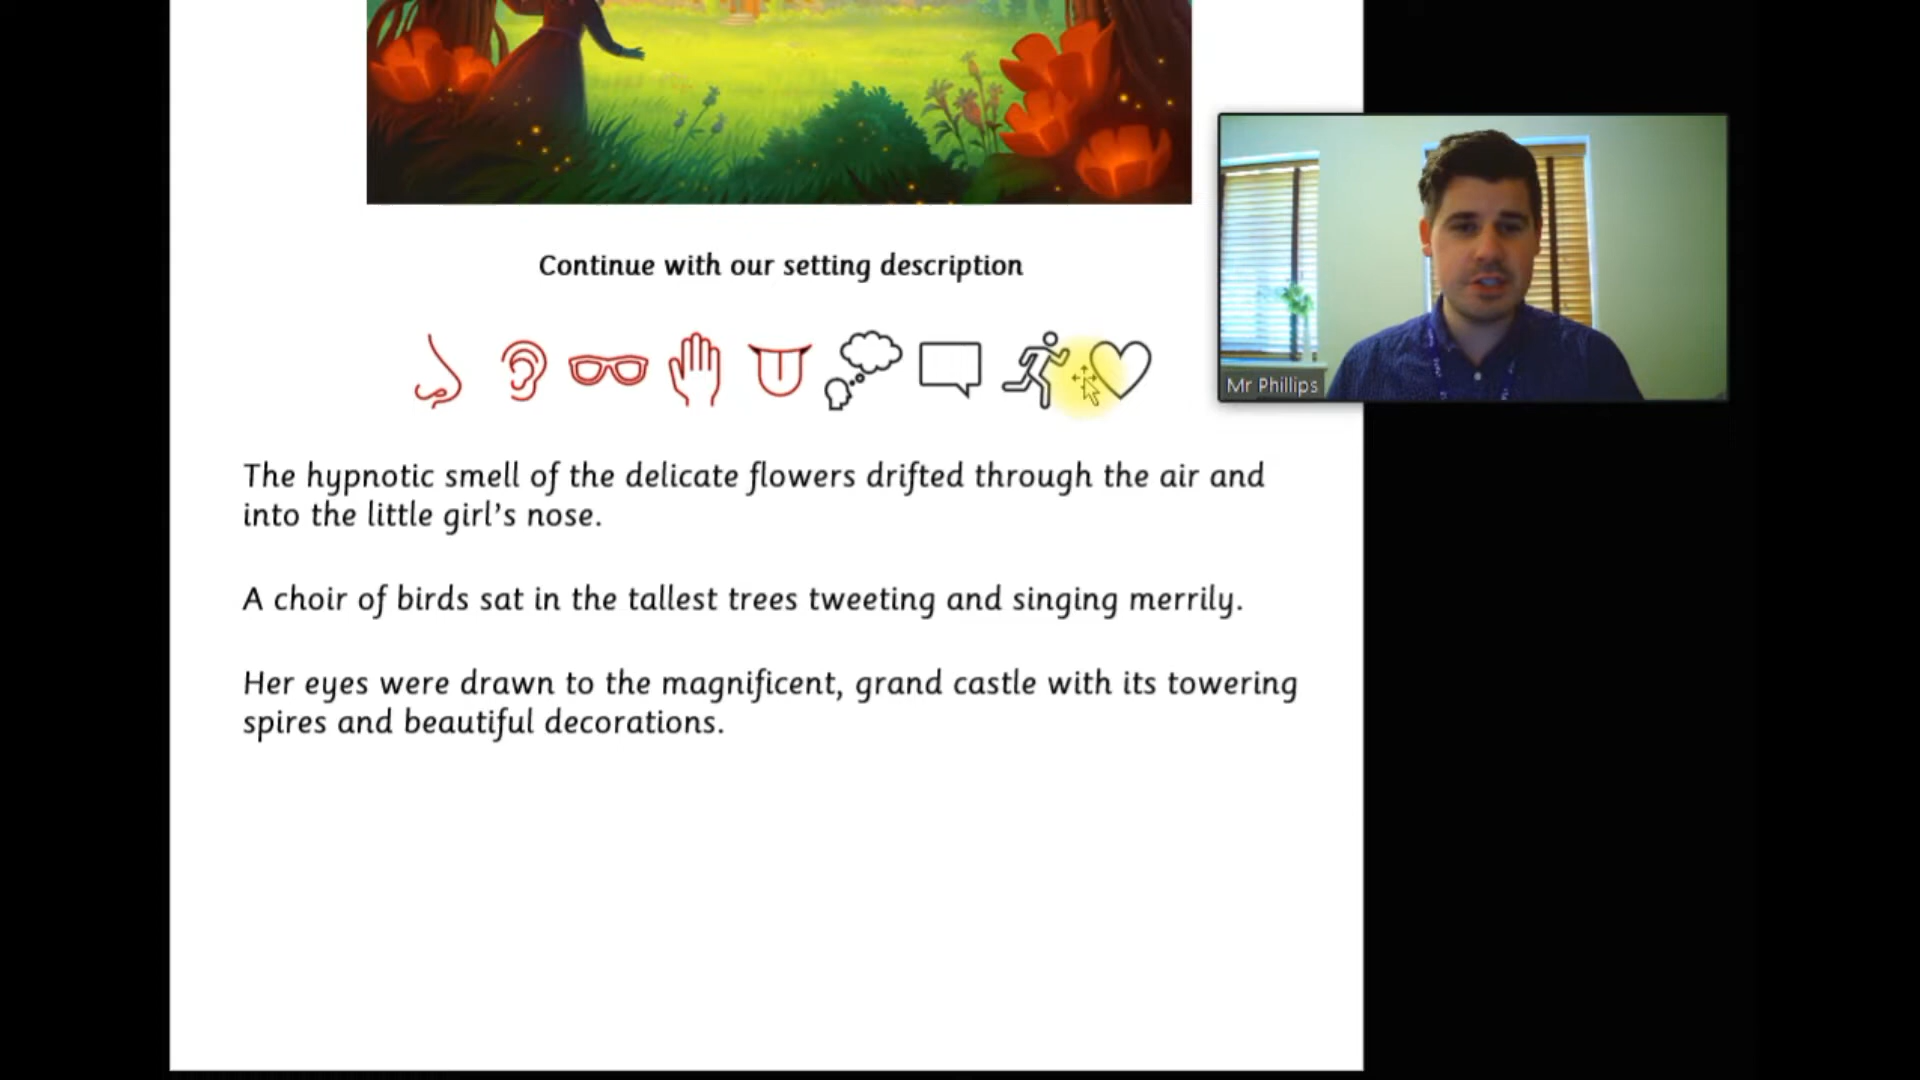 Continue with our setting description
Mr Phillips
The hypnotic smell of the delicate flowers drifted through the air and
into the little girl’s nose.
A choir of birds sat in the tallest trees tweeting and singing merrily.
Her eyes were drawn to the magnificent, grand castle with its towering
spires and beautiful decorations.